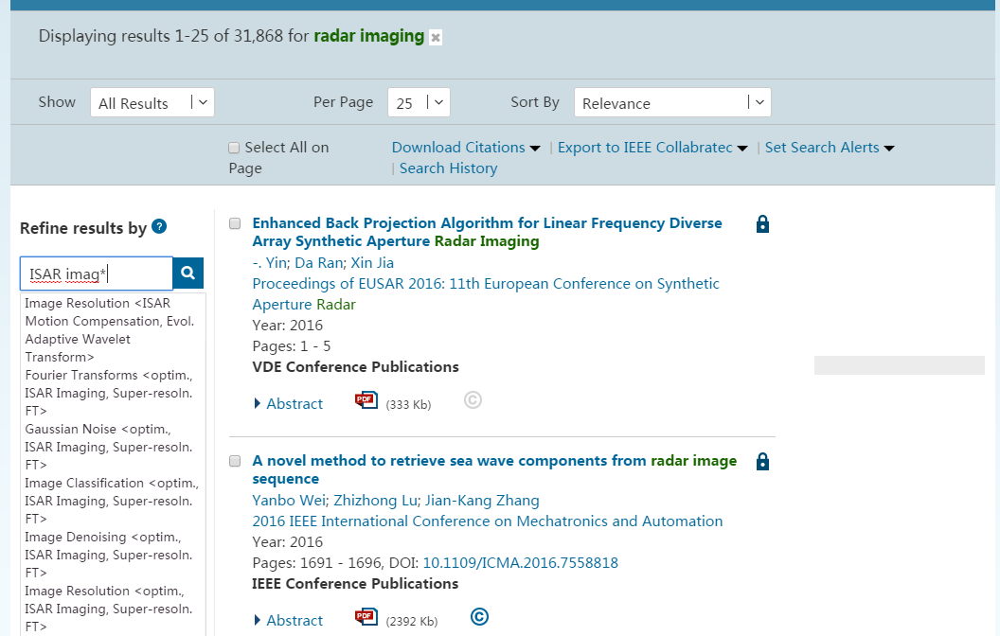 Displaying results 1-25 of 31,868 for radar imaging
Show All Results Per Page 25 Sort By Relevance
Select All on
Page
Download Citations | Export to IEEE Collabratec | Set Search Alerts
| Search History
Refine results by ?
ISAR imag*
Image Resolution <ISAR
Motion Compensation, Evol.
Adaptive Wavelet
Transform>
Fourier Transforms <optim.,
ISAR Imaging, Super-resoln.
FT>
Gaussian Noise <optim.,
ISAR Imaging, Super-resoln.
FT>
Image Classification <optim.,
ISAR Imaging, Super-resoln.
FT>
Image Denoising <optim.,
ISAR Imaging, Super-resoln.
FT>
Image Resolution <optim.,
ISAR Imaging, Super-resoln.
FT>
Enhanced Back Projection Algorithm for Linear Frequency Diverse
Array Synthetic Aperture Radar Imaging
-. Yin; Da Ran; Xin Jia
Proceedings of EUSAR 2016: 11th European Conference on Synthetic
Aperture Radar
Year: 2016
Pages: 1 - 5
VDE Conference Publications
Abstract PDF (333 Kb) ©
A novel method to retrieve sea wave components from radar image
sequence
Yanbo Wei; Zhizhong Lu; Jian-Kang Zhang
2016 IEEE International Conference on Mechatronics and Automation
Year: 2016
Pages: 1691 - 1696, DOI: 10.1109/ICMA.2016.7558818
IEEE Conference Publications
Abstract PDF (2392 Kb) ©